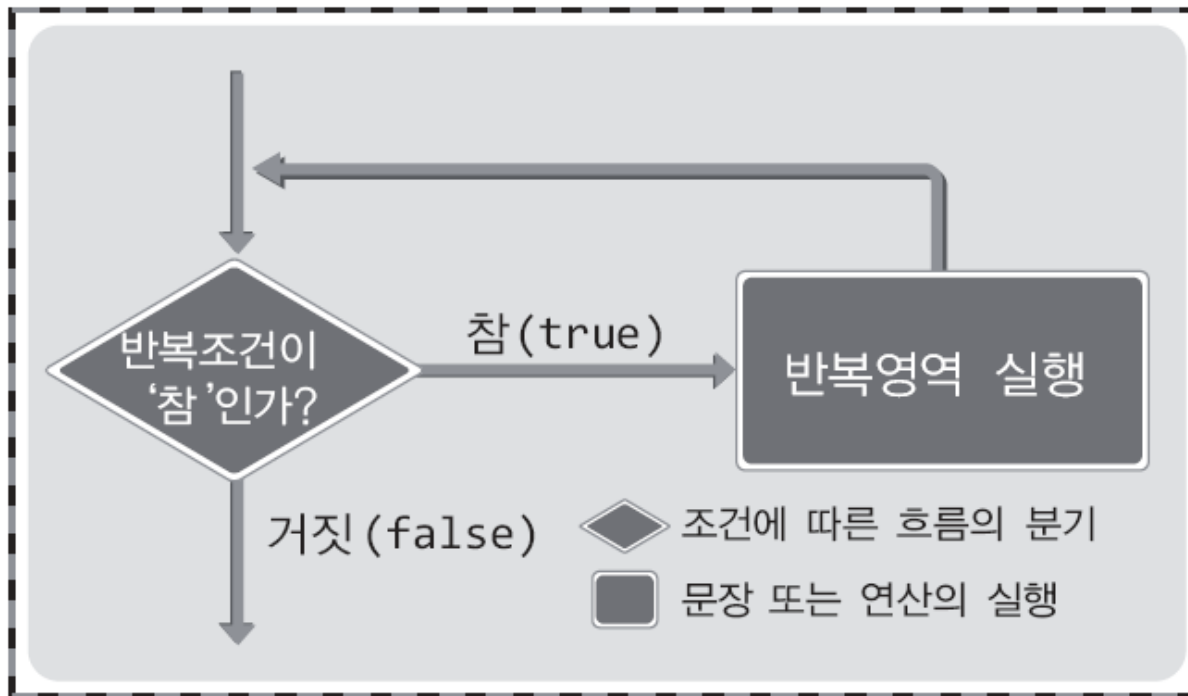 반복조건이
‘참’인가?
참(true)
반복영역 실행
거짓(false)
조건에 따른 흐름의 분기
문장 또는 연산의 실행